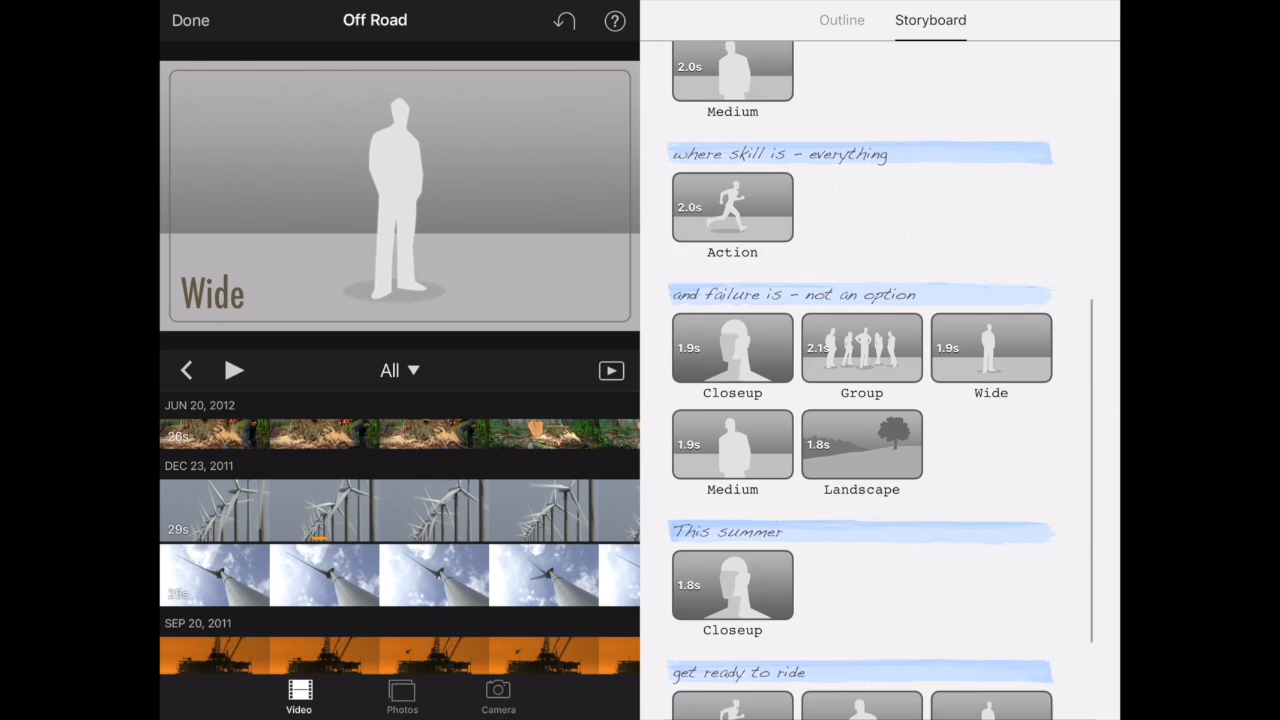 Done
Off Road
?
Wide
All ▼
JUN 20, 2012
26s
DEC 23, 2011
29s
SEP 20, 2011
Video
Photos
Camera
Outline
Storyboard
2.0s
Medium
where skill is - everything
2.0s
Action
and failure is - not an option
1.9s
2.1s
1.9s
Closeup
Group
Wide
1.9s
1.8s
Medium
Landscape
This summer
1.8s
Closeup
get ready to ride